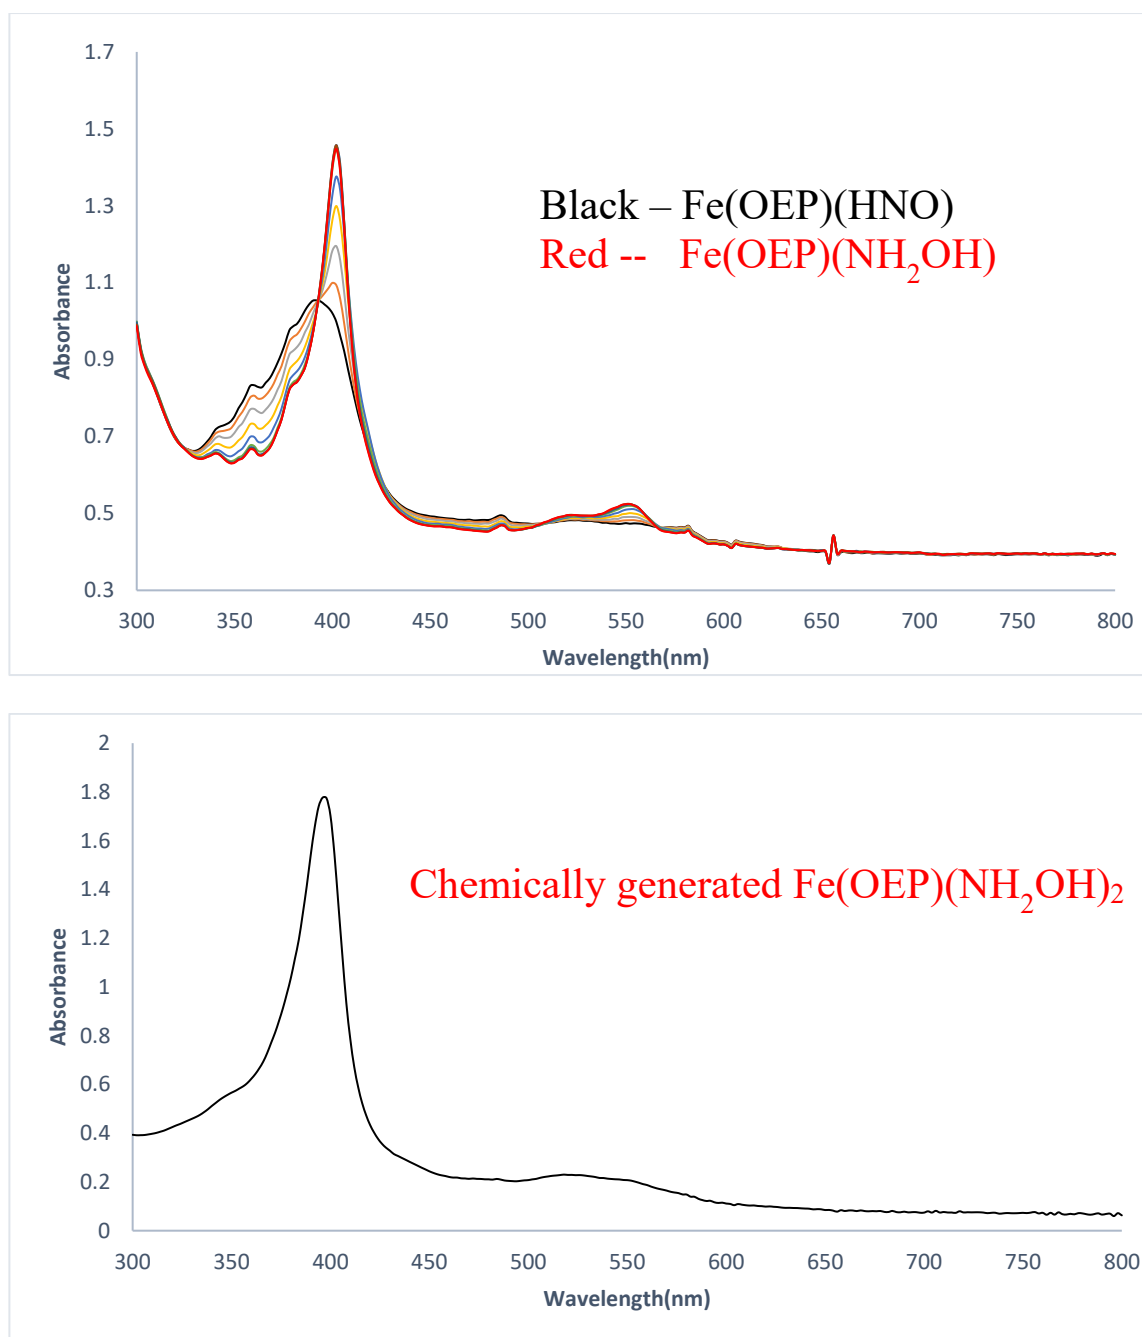 1.7
1.5
1.3
1.1
0.9
0.7
0.5
0.3
Absorbance
Black – Fe(OEP)(HNO)
Red -- Fe(OEP)(NH₂OH)
300 350 400 450 500 550 600 650 700 750 800
Wavelength(nm)
2
1.8
1.6
1.4
1.2
1
0.8
0.6
0.4
0.2
0
Absorbance
Chemically generated Fe(OEP)(NH₂OH)₂
300 350 400 450 500 550 600 650 700 750 800
Wavelength(nm)